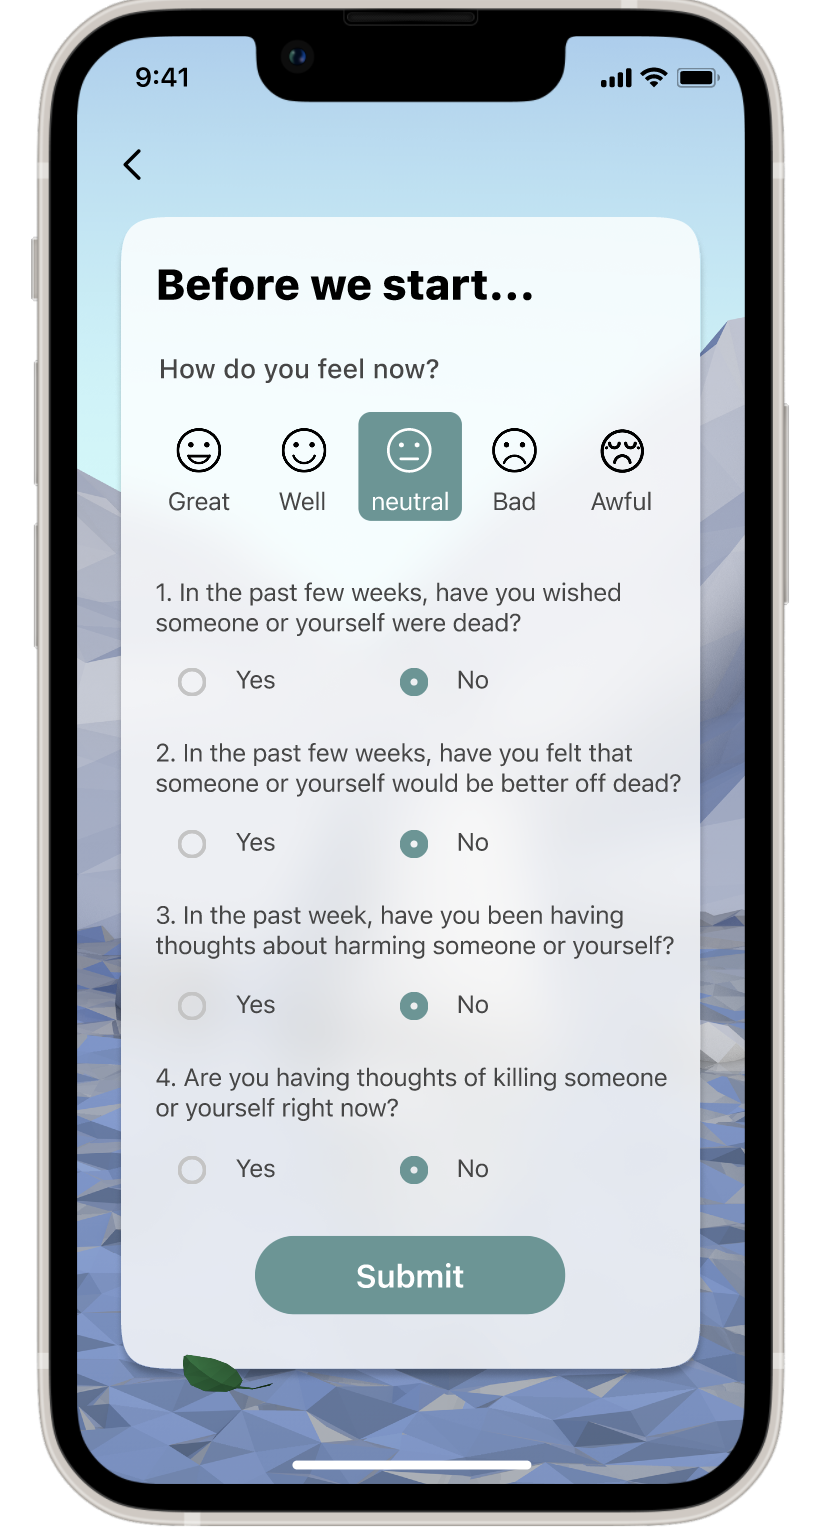 9:41
Before we start...
How do you feel now?
Great Well neutral Bad Awful
1. In the past few weeks, have you wished
someone or yourself were dead?
Yes No
2. In the past few weeks, have you felt that
someone or yourself would be better off dead?
Yes No
3. In the past week, have you been having
thoughts about harming someone or yourself?
Yes No
4. Are you having thoughts of killing someone
or yourself right now?
Yes No
Submit